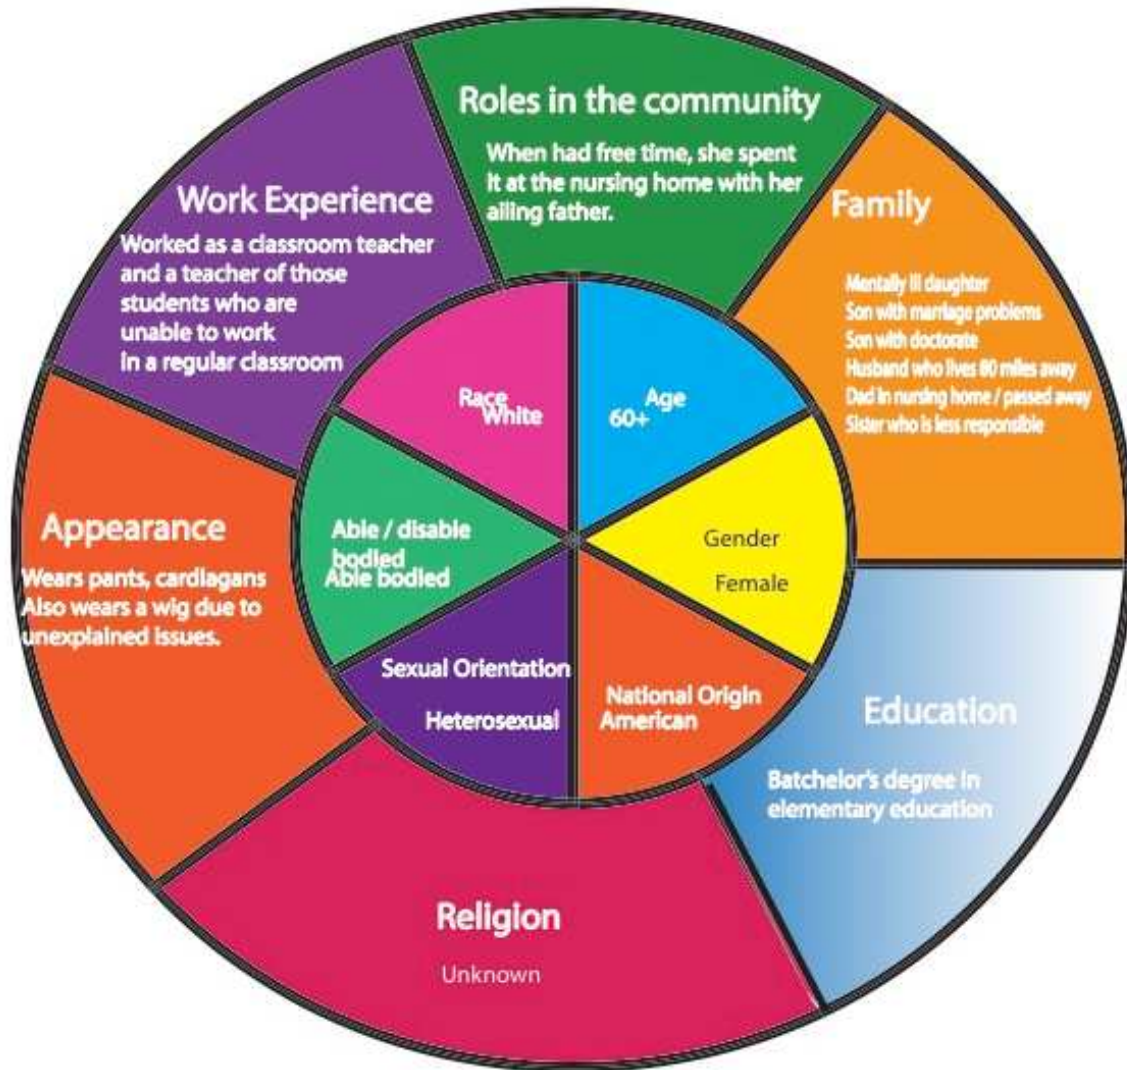 Roles in the community
When had free time, she spent
it at the nursing home with her
ailing father.
Family
Mentally ill daughter
Son with marriage problems
Son with doctorate
Husband who lives 80 miles away
Dad in nursing home / passed away
Sister who is less responsible
Education
Batchelor's degree in
elementary education
Religion
Unknown
Appearance
Wears pants, cardiagans
Also wears a wig due to
unexplained issues.
Work Experience
Worked as a classroom teacher
and a teacher of those
students who are
unable to work
in a regular classroom
Race
White
Age
60+
Gender
Female
National Origin
American
Sexual Orientation
Heterosexual
Able / disable
bodied
Able bodied